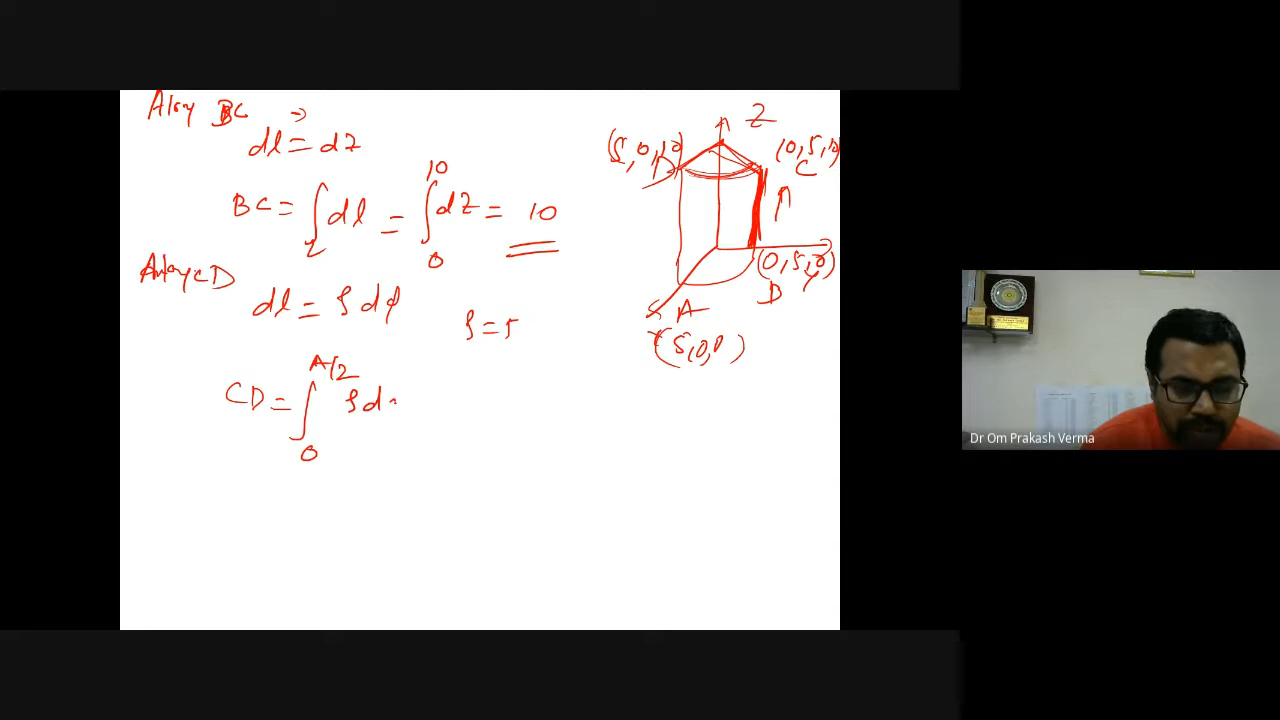 Along BC →
dl = dZ
BC = ∫L dl = ∫₀¹⁰ dZ = 10
Along CD
dl = ρ dφ
ρ = 5
CD = ∫₀^π/2 ρ d
Z
(5, 0, 10)
D
(0, 5, 10)
C
(0, 5, 0)
B
Y
A
(5, 0, 0)
Dr Om Prakash Verma